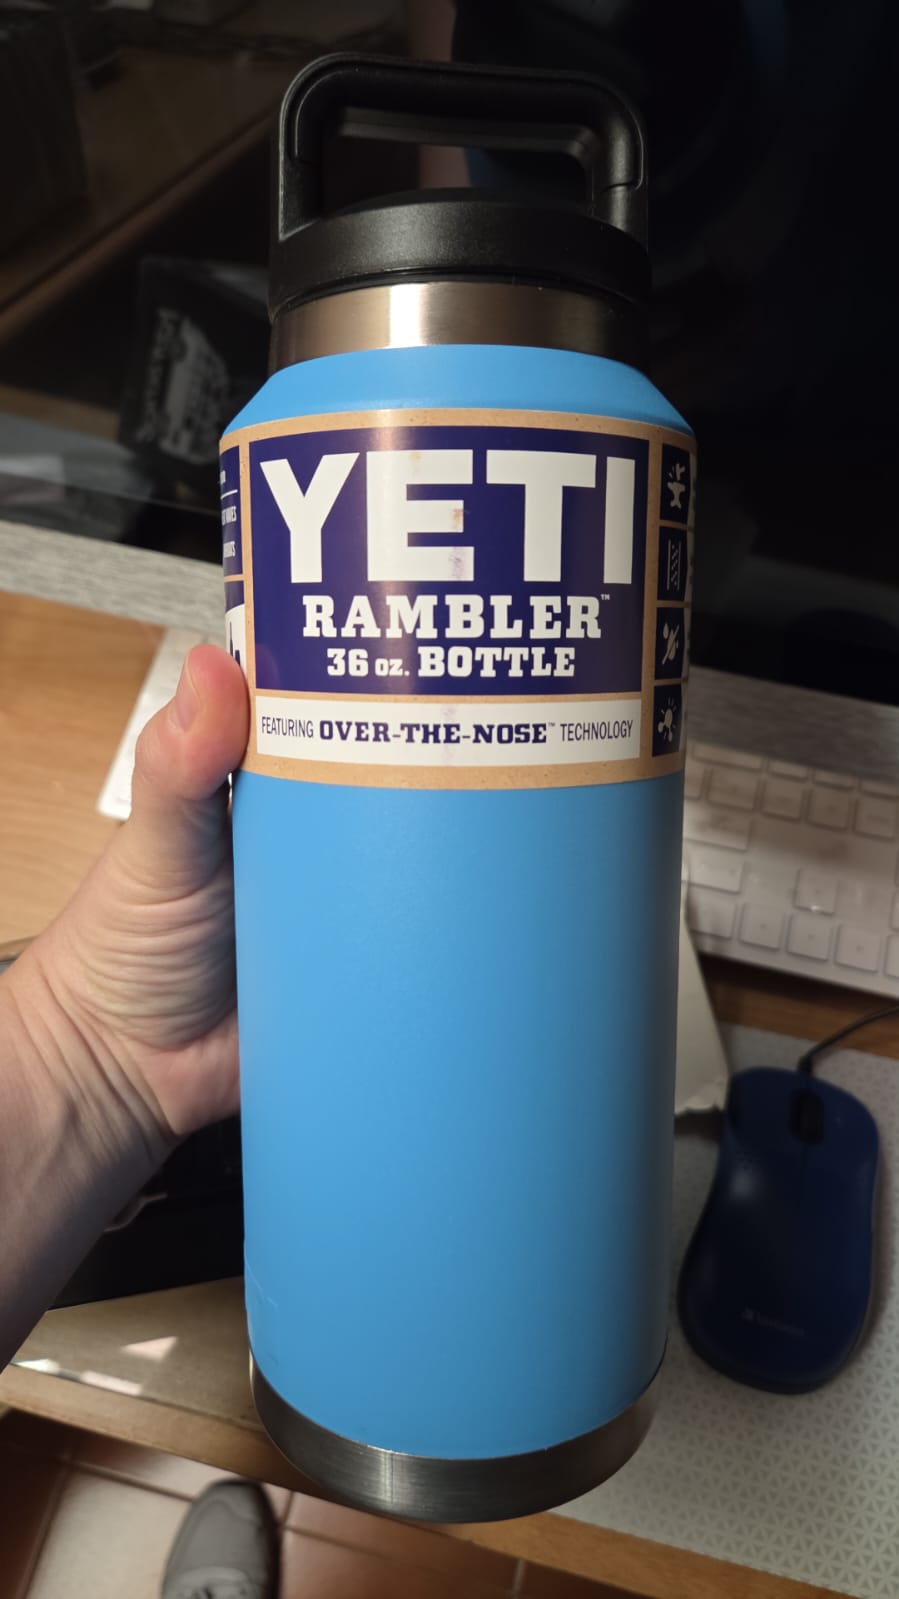 YETI
RAMBLER™
36 oz. BOTTLE
FEATURING OVER-THE-NOSE™ TECHNOLOGY